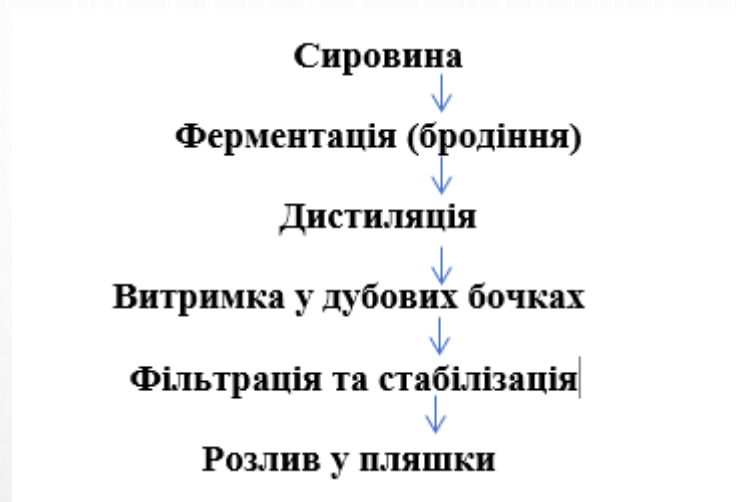 Сировина
Ферментація (бродіння)
Дистиляція
Витримка у дубових бочках
Фільтрація та стабілізація
Розлив у пляшки